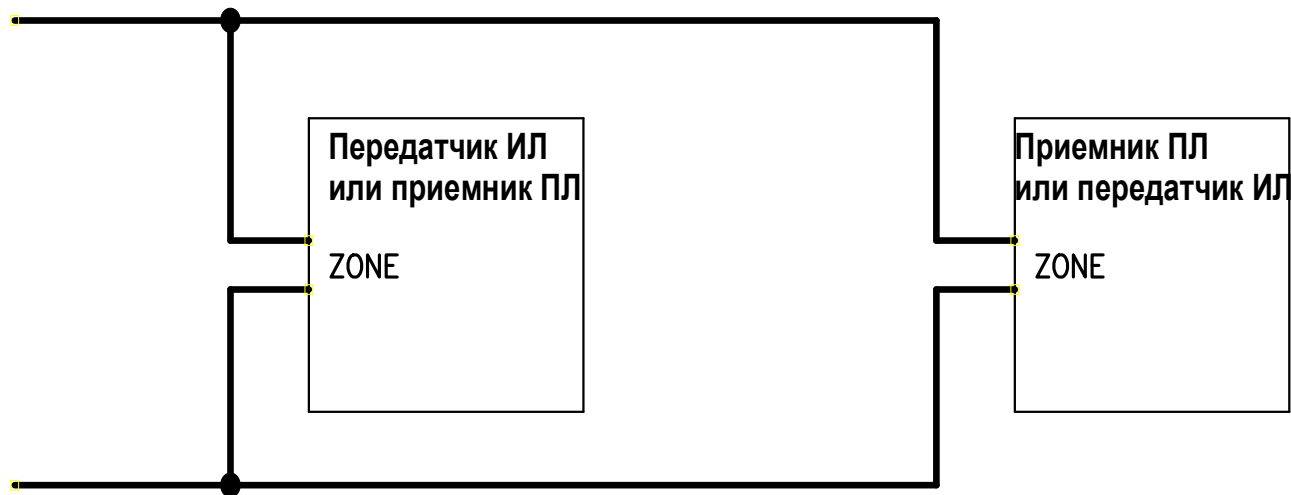 Передатчик ИЛ
или приемник ПЛ
ZONE
Приемник ПЛ
или передатчик ИЛ
ZONE